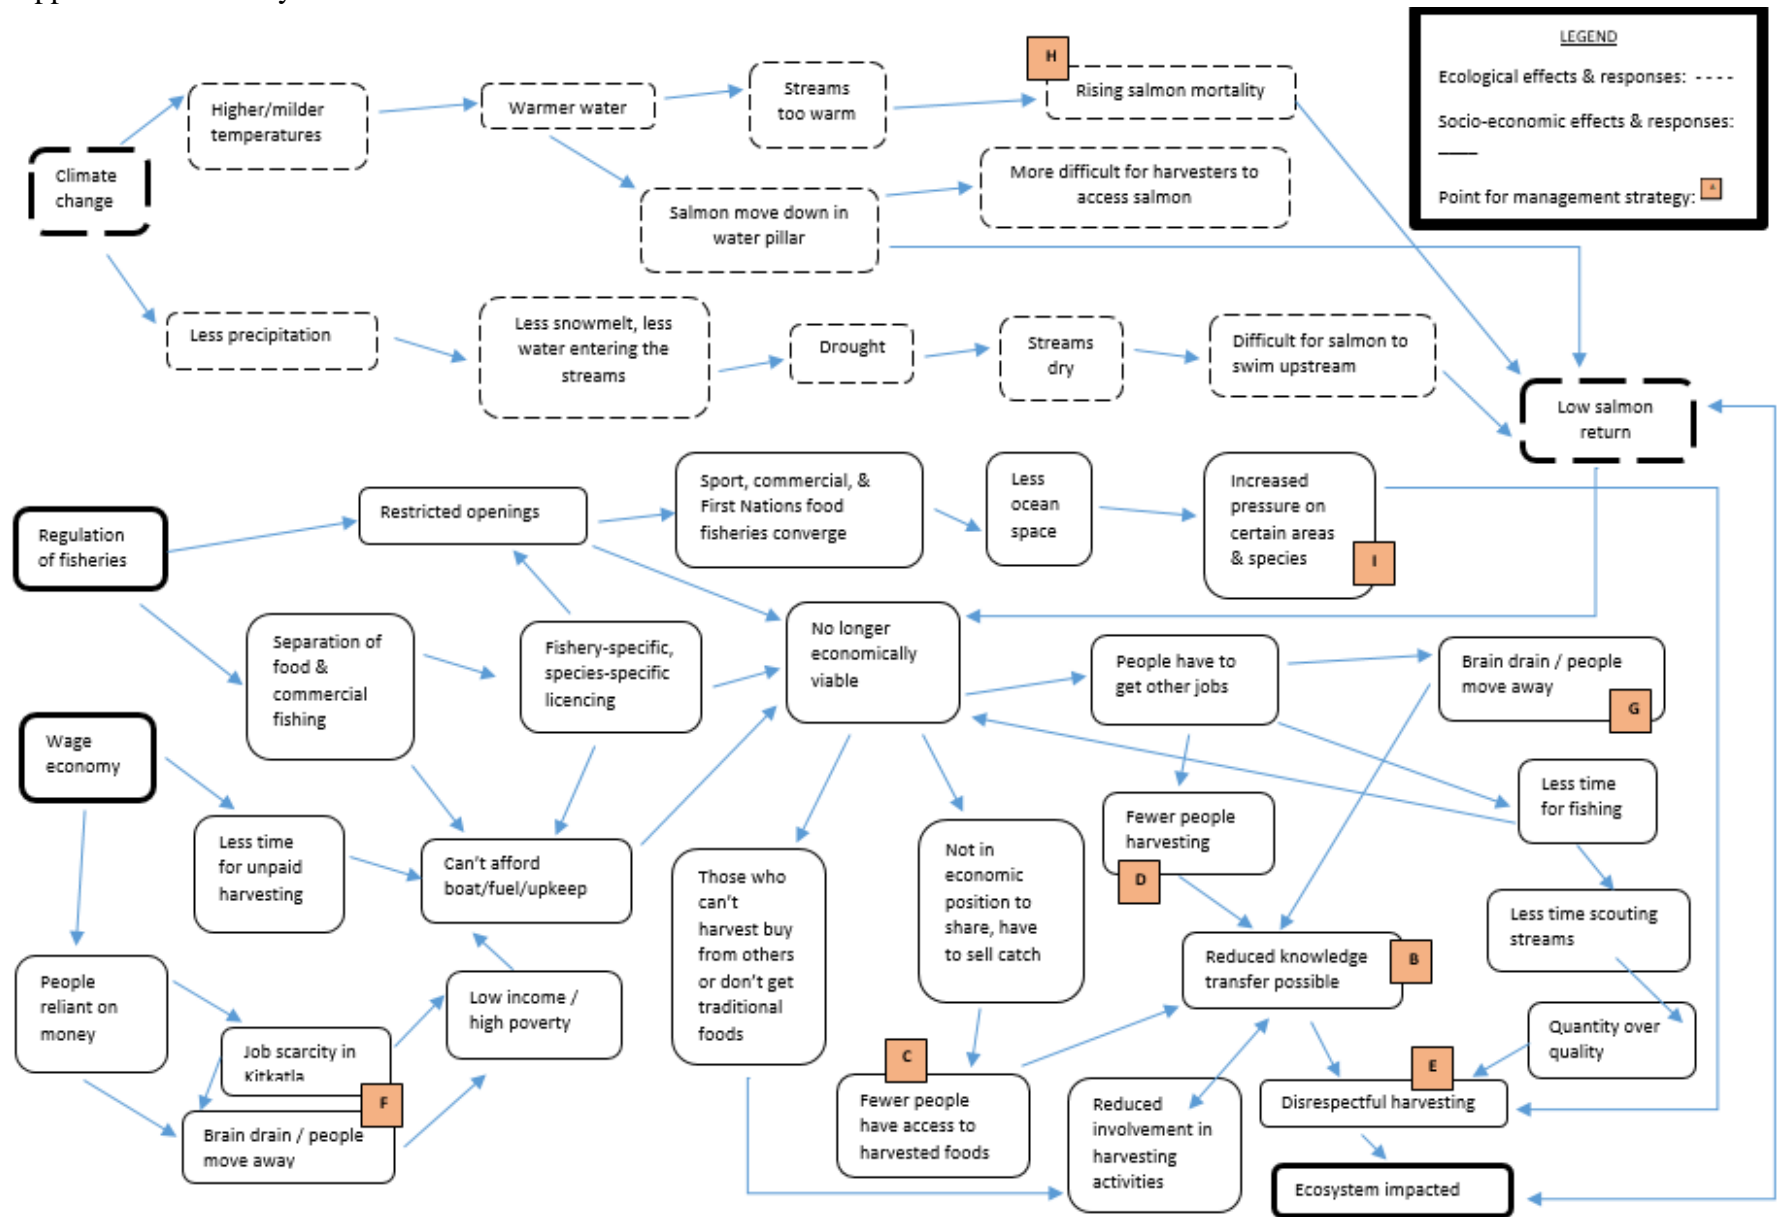 LEGEND
Ecological effects & responses: ----
Socio-economic effects & responses:
____
Point for management strategy:
H
Rising salmon mortality
Streams
too warm
Warmer water
Higher/milder
temperatures
Climate
change
More difficult for harvesters to
access salmon
Salmon move down in
water pillar
Less precipitation
Less snowmelt, less
water entering the
streams
Drought
Streams
dry
Difficult for salmon to
swim upstream
Low salmon
return
Regulation
of fisheries
Restricted openings
Sport, commercial, &
First Nations food
fisheries converge
Less
ocean
space
Increased
pressure on
certain areas
& species
I
Separation of
food &
commercial
fishing
Fishery-specific,
species-specific
licencing
No longer
economically
viable
People have to
get other jobs
Brain drain / people
move away
G
Wage
economy
Less time
for unpaid
harvesting
Can't afford
boat/fuel/upkeep
Those who
can't
harvest buy
from others
or don't get
traditional
foods
Not in
economic
position to
share, have
to sell catch
Fewer people
harvesting
D
Less time
for fishing
Less time scouting
streams
Reduced knowledge
transfer possible
B
Quantity over
quality
People
reliant on
money
Low income /
high poverty
Job scarcity in
Kitkatla
F
Brain drain / people
move away
C
Fewer people
have access to
harvested foods
Reduced
involvement in
harvesting
activities
E
Disrespectful harvesting
Ecosystem impacted